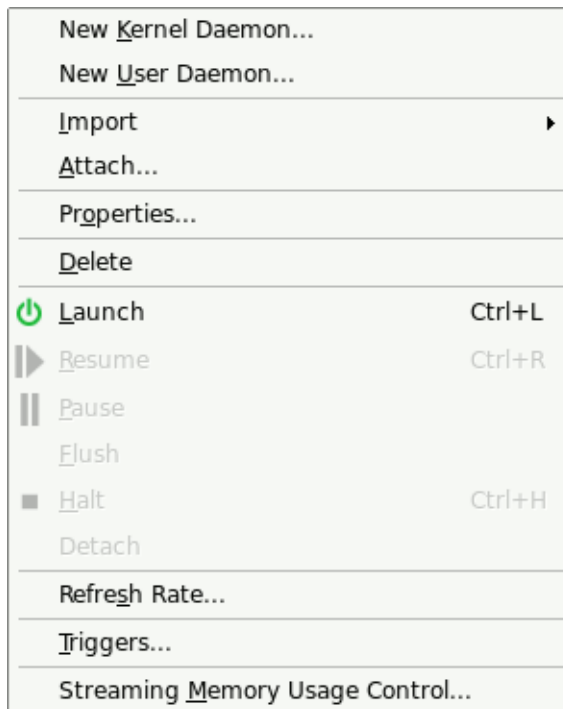 New Kernel Daemon...
New User Daemon...
Import
Attach...
Properties...
Delete
Launch Ctrl+L
Resume Ctrl+R
Pause
Flush
Halt Ctrl+H
Detach
Refresh Rate...
Triggers...
Streaming Memory Usage Control...